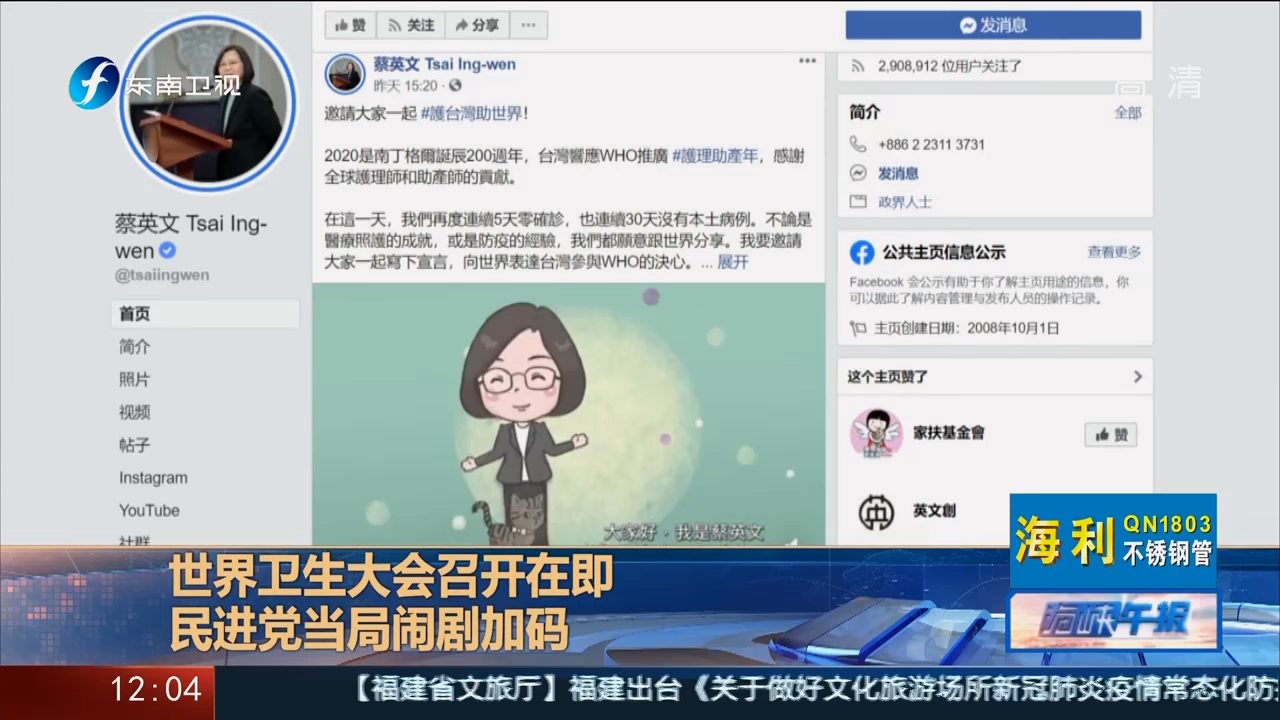 东南卫视
高清
蔡英文 Tsai Ing-
wen
@tsaiingwen
首页
简介
照片
视频
帖子
Instagram
YouTube
社群
赞
关注
分享
蔡英文 Tsai Ing-wen
昨天 15:20
邀請大家一起 #護台灣助世界!
2020是南丁格爾誕辰200週年，台灣響應WHO推廣 #護理助產年，感謝
全球護理師和助產師的貢獻。
在這一天，我們再度連續5天零確診，也連續30天沒有本土病例。不論是
醫療照護的成就，或是防疫的經驗，我們都願意跟世界分享。我要邀請
大家一起寫下宣言，向世界表達台灣參與WHO的決心。... 展开
大家好，我是蔡英文
发消息
2,908,912 位用户关注了
简介
全部
+886 2 2311 3731
发消息
政界人士
公共主页信息公示
查看更多
Facebook 会公示有助于你了解主页用途的信息，你
可以据此了解内容管理与发布人员的操作记录。
主页创建日期：2008年10月1日
这个主页赞了
家扶基金會
赞
英文創
海利
QN1803
不锈钢管
海峡午报
世界卫生大会召开在即
民进党当局闹剧加码
12:04
【福建省文旅厅】福建出台《关于做好文化旅游场所新冠肺炎疫情常态化防